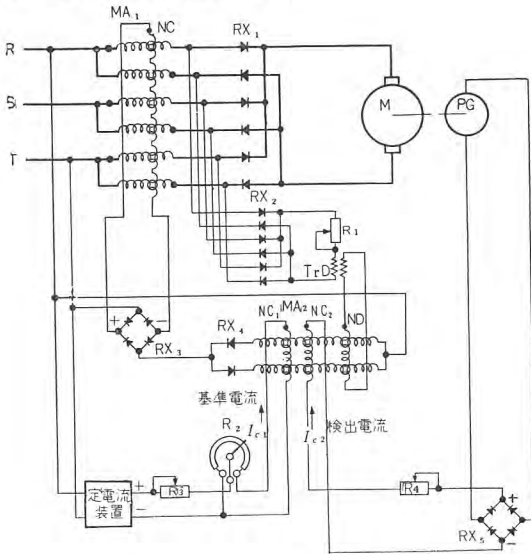 MA1
NC
RX1
R
S
T
M
PG
RX2
R1
TrD
NC1
MA2
NC2
ND
+
−
RX3
RX4
基準電流
Ic1
検出電流
Ic2
R2
定電流
装置
+
−
R3
R4
+
−
RX5